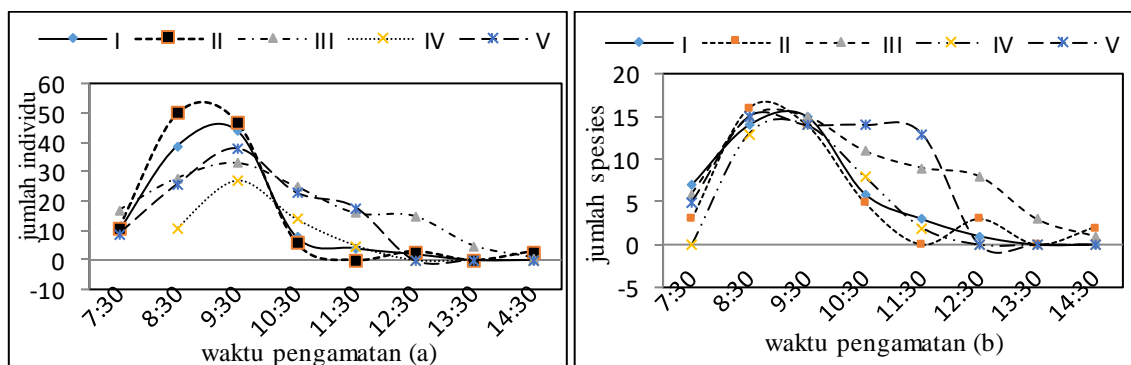 I II III IV V
60
50
40
30
20
10
0
-10
jumlah individu
7:30 8:30 9:30 10:30 11:30 12:30 13:30 14:30
waktu pengamatan (a)
I II III IV V
20
15
10
5
0
-5
jumlah spesies
7:30 8:30 9:30 10:30 11:30 12:30 13:30 14:30
waktu pengamatan (b)